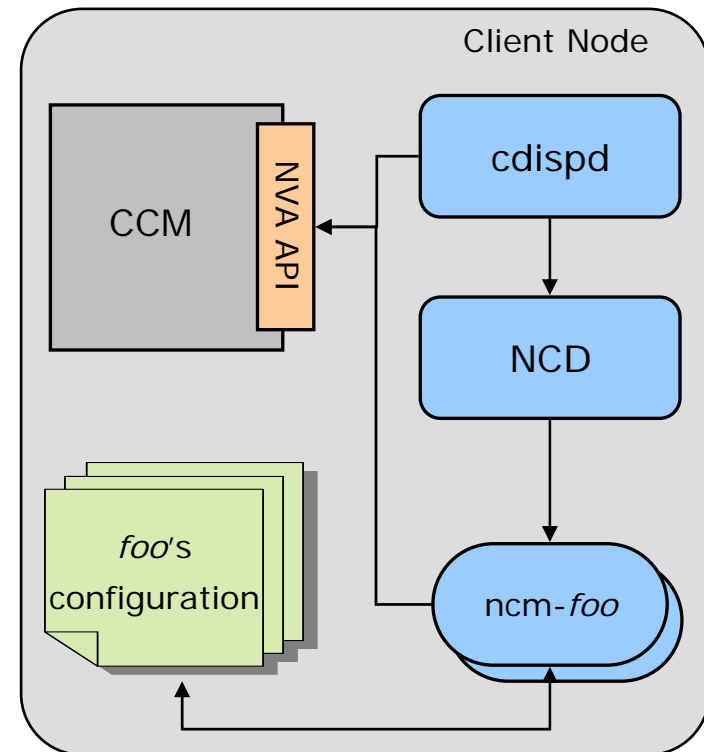 Client Node
CCM
NVA API
cdispd
NCD
foo's
configuration
ncm-foo